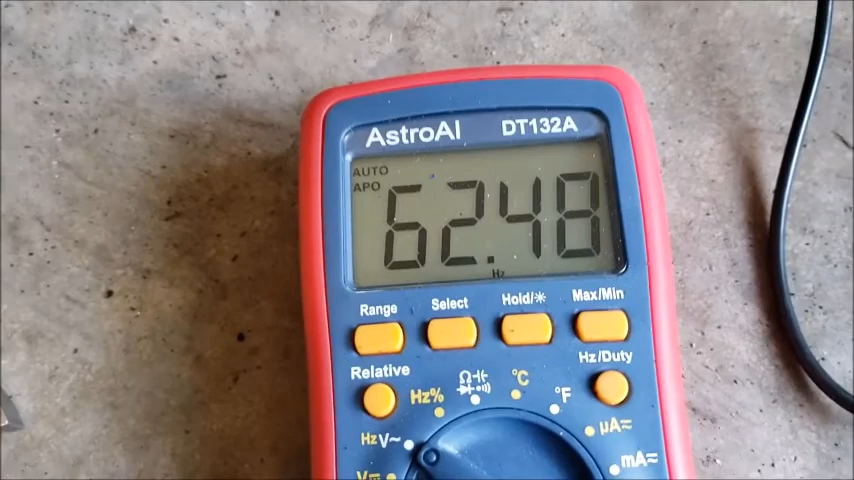 AstroAI DT132A
AUTO
APO
62.48
Hz
Range Select Hold/☀ Max/Min
Relative Hz/Duty
Hz% Ω °C °F
HzV~ µA
V mA